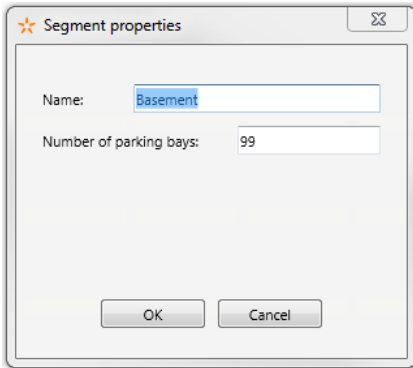 Segment properties
Name: Basement
Number of parking bays: 99
OK Cancel